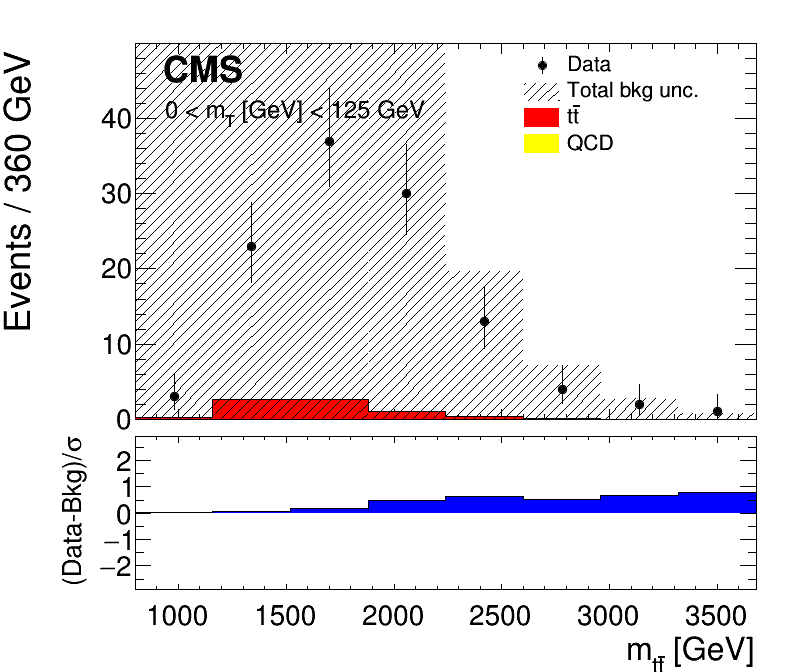 CMS
0 < m_T [GeV] < 125 GeV
Data
Total bkg unc.
tt̄
QCD
Events / 360 GeV
40
30
20
10
0
(Data-Bkg)/σ
2
1
0
−1
−2
1000 1500 2000 2500 3000 3500
m_tt̄ [GeV]